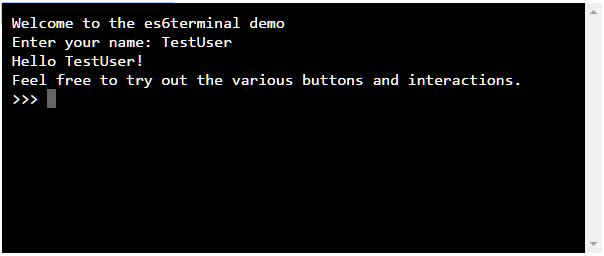 Welcome to the es6terminal demo
Enter your name: TestUser
Hello TestUser!
Feel free to try out the various buttons and interactions.
>>>